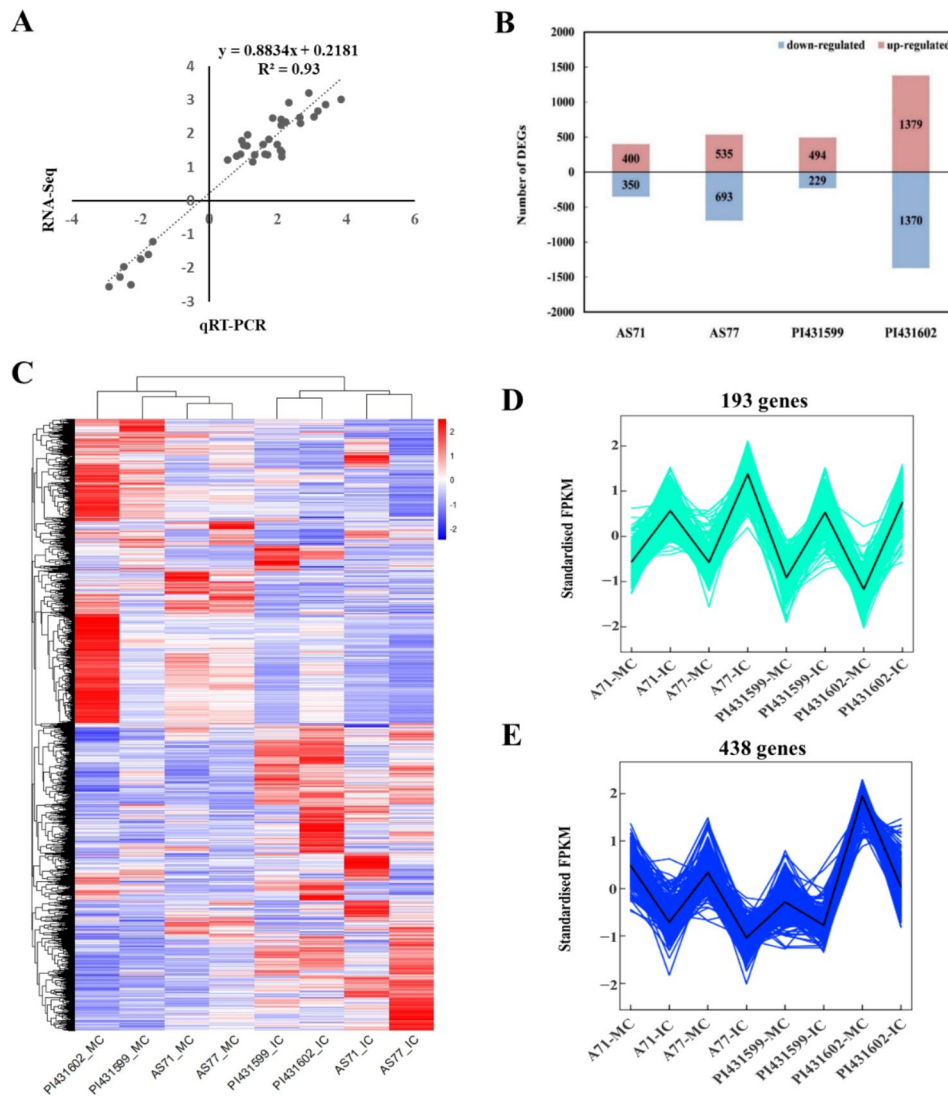 A
y = 0.8834x + 0.2181
R² = 0.93
4
3
2
1
0
-4
-2
0
2
4
6
-1
-2
-3
RNA-Seq
qRT-PCR
B
down-regulated
up-regulated
2000
1500
1000
500
0
-500
-1000
-1500
-2000
Number of DEGs
400
535
494
1379
350
693
229
1370
AS71
AS77
PI431599
PI431602
C
2
1
0
-1
-2
PI431602_MC
PI431599_MC
AS71_MC
AS77_MC
PI431599_IC
PI431602_IC
AS71_IC
AS77_IC
D
193 genes
Standardised FPKM
2
1
0
−1
−2
A71-MC
A71-IC
A77-MC
A77-IC
PI431599-MC
PI431599-IC
PI431602-MC
PI431602-IC
E
438 genes
Standardised FPKM
2
1
0
−1
−2
A71-MC
A71-IC
A77-MC
A77-IC
PI431599-MC
PI431599-IC
PI431602-MC
PI431602-IC